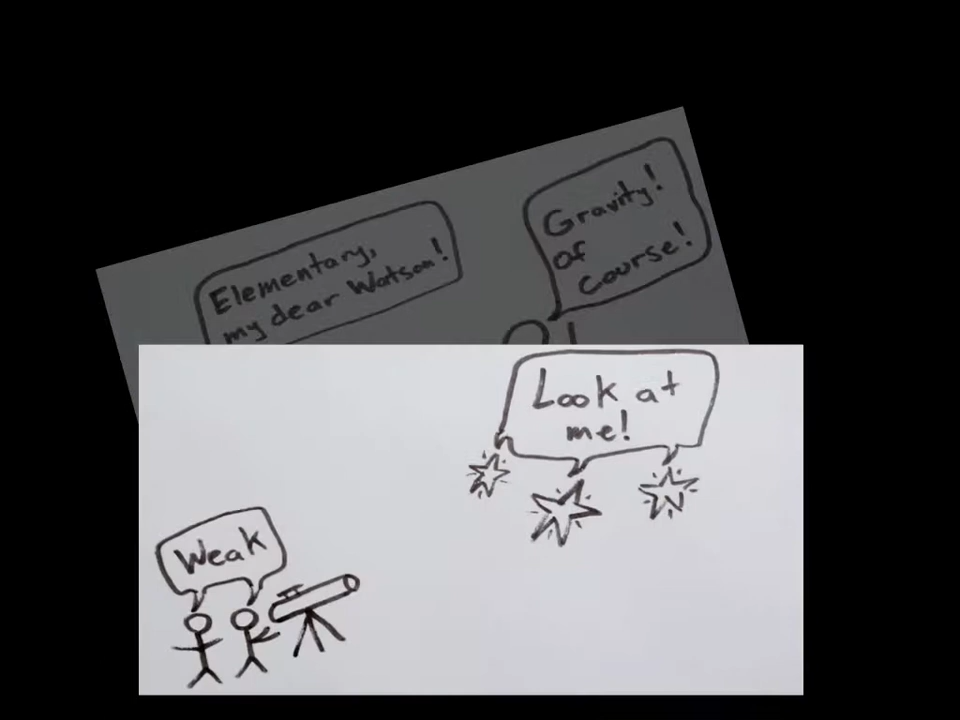 Elementary,
my dear Watson!
Gravity!
of
course!
Look at
me!
Weak